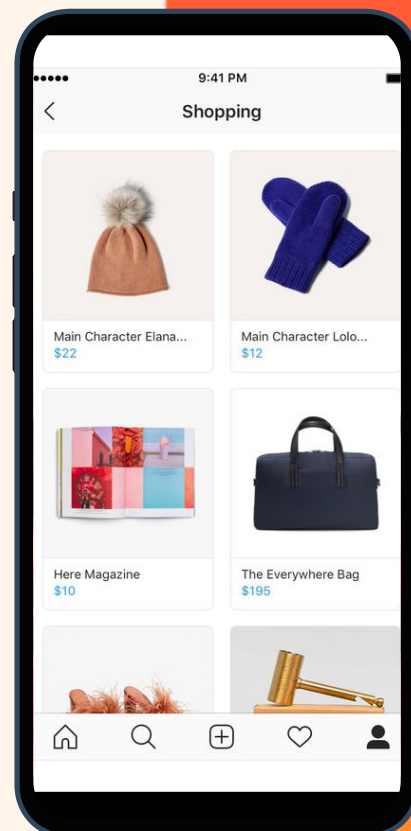 9:41 PM
Shopping
Main Character Elana...
$22
Main Character Lolo...
$12
Here Magazine
$10
The Everywhere Bag
$195